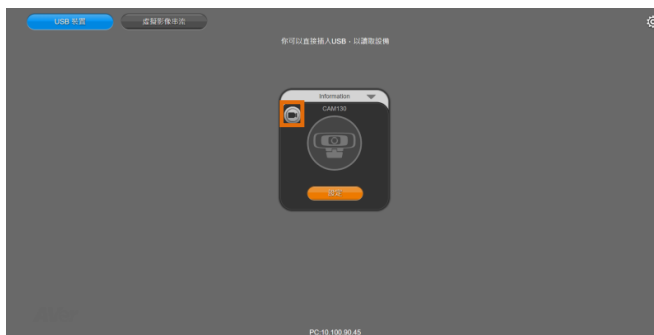 USB 裝置
虛擬影像串流
你可以直接插入USB，以讀取設備
Information
CAM130
設定
PC:10.100.90.45